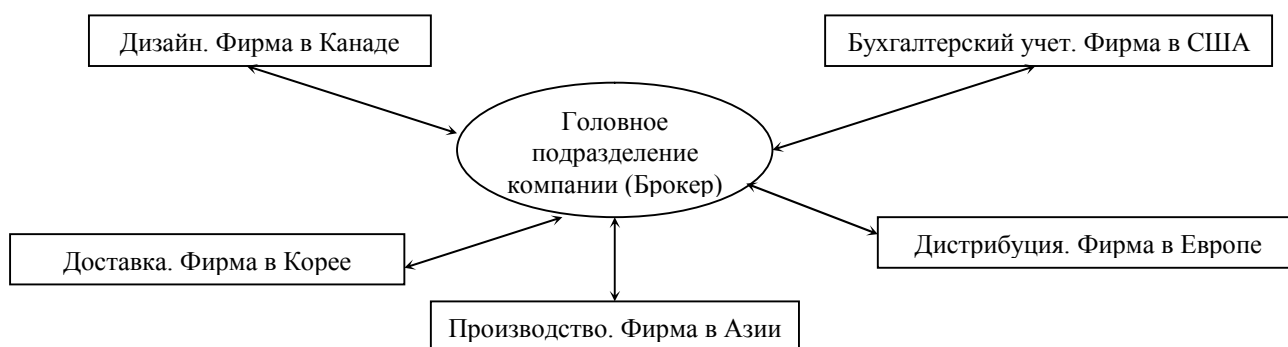 Дизайн. Фирма в Канаде
Бухгалтерский учет. Фирма в США
Головное
подразделение
компании (Брокер)
Доставка. Фирма в Корее
Дистрибуция. Фирма в Европе
Производство. Фирма в Азии